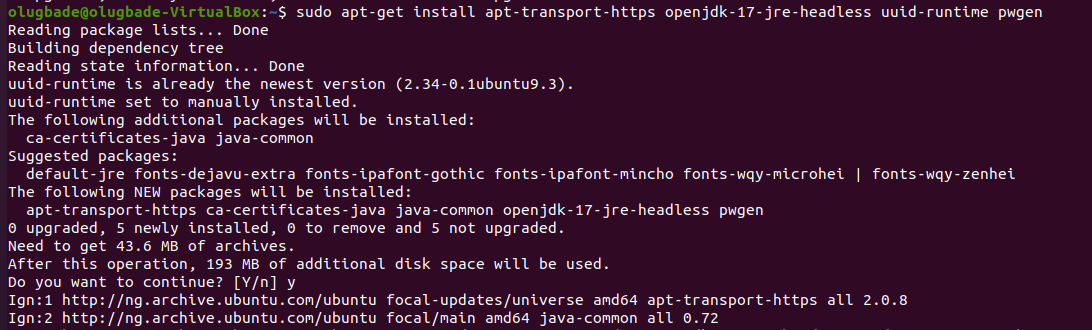 olugbade@olugbade-VirtualBox:~$ sudo apt-get install apt-transport-https openjdk-17-jre-headless uuid-runtime pwgen
Reading package lists... Done
Building dependency tree
Reading state information... Done
uuid-runtime is already the newest version (2.34-0.1ubuntu9.3).
uuid-runtime set to manually installed.
The following additional packages will be installed:
  ca-certificates-java java-common
Suggested packages:
  default-jre fonts-dejavu-extra fonts-ipafont-gothic fonts-ipafont-mincho fonts-wqy-microhei | fonts-wqy-zenhei
The following NEW packages will be installed:
  apt-transport-https ca-certificates-java java-common openjdk-17-jre-headless pwgen
0 upgraded, 5 newly installed, 0 to remove and 5 not upgraded.
Need to get 43.6 MB of archives.
After this operation, 193 MB of additional disk space will be used.
Do you want to continue? [Y/n] y
Ign:1 http://ng.archive.ubuntu.com/ubuntu focal-updates/universe amd64 apt-transport-https all 2.0.8
Ign:2 http://ng.archive.ubuntu.com/ubuntu focal/main amd64 java-common all 0.72